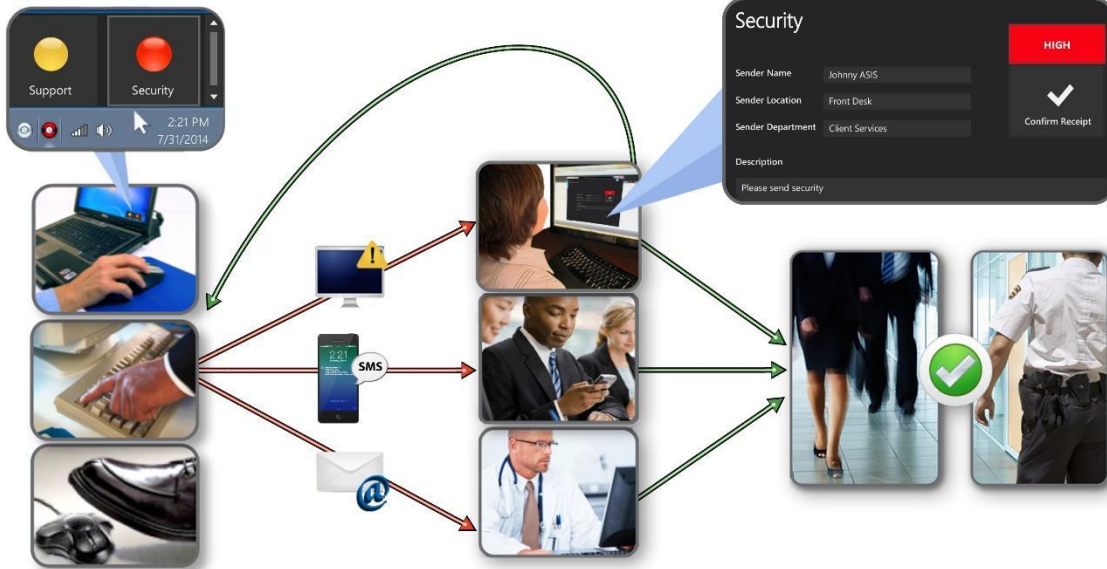 Support
Security
2:21 PM
7/31/2014
Security
HIGH
Sender Name
Johnny ASIS
Sender Location
Front Desk
Confirm Receipt
Sender Department
Client Services
Description
Please send security
2:21
SMS
@